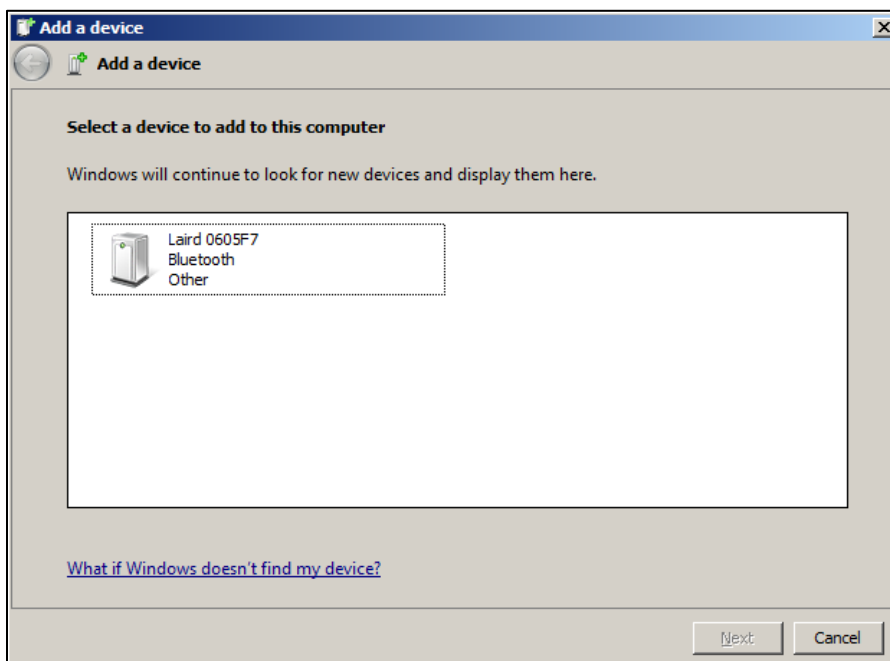 Add a device
Add a device
Select a device to add to this computer
Windows will continue to look for new devices and display them here.
Laird 0605F7
Bluetooth
Other
What if Windows doesn't find my device?
Next
Cancel